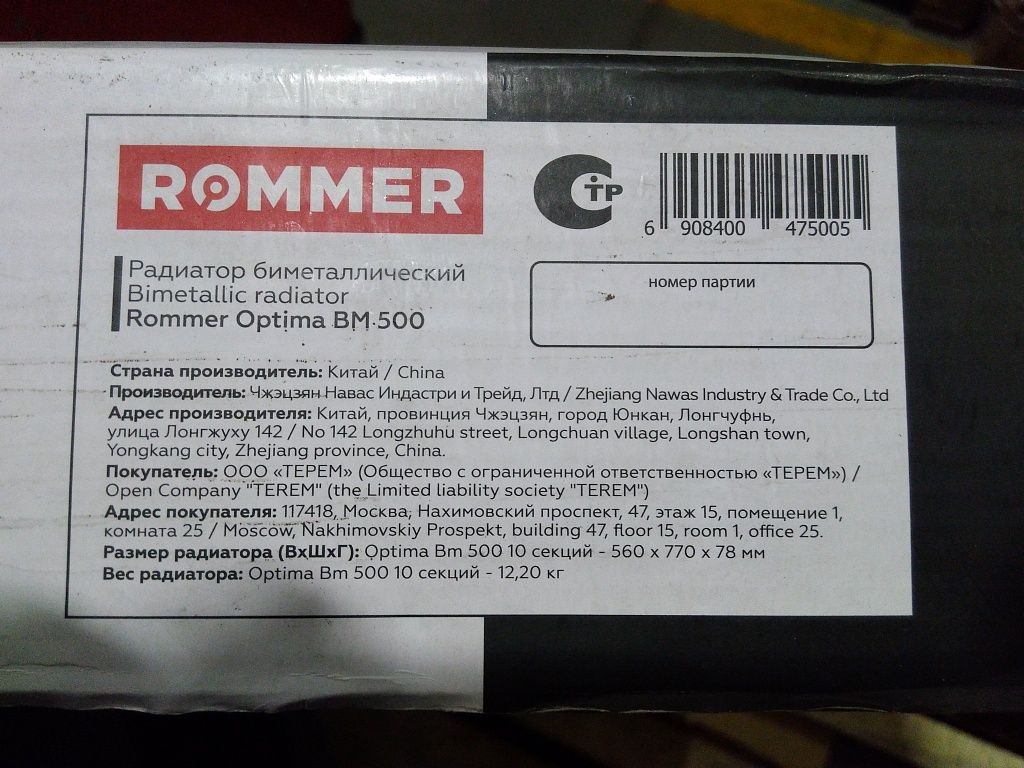 ROMMER
ТР
6 908400 475005
Радиатор биметаллический
Bimetallic radiator
Rommer Optima BM 500
номер партии
Страна производитель: Китай / China
Производитель: Чжэцзян Навас Индастри и Трейд, Лтд / Zhejiang Nawas Industry & Trade Co., Ltd
Адрес производителя: Китай, провинция Чжэцзян, город Юнкан, Лонгчуфнь,
улица Лонгжуху 142 / No 142 Longzhuhu street, Longchuan village, Longshan town,
Yongkang city, Zhejiang province, China.
Покупатель: ООО «ТЕРЕМ» (Общество с ограниченной ответственностью «ТЕРЕМ») /
Open Company "TEREM" (the Limited liability society "TEREM")
Адрес покупателя: 117418, Москва, Нахимовский проспект, 47, этаж 15, помещение 1,
комната 25 / Moscow, Nakhimovskiy Prospekt, building 47, floor 15, room 1, office 25.
Размер радиатора (ВxШxГ): Optima Bm 500 10 секций - 560 x 770 x 78 мм
Вес радиатора: Optima Bm 500 10 секций - 12,20 кг